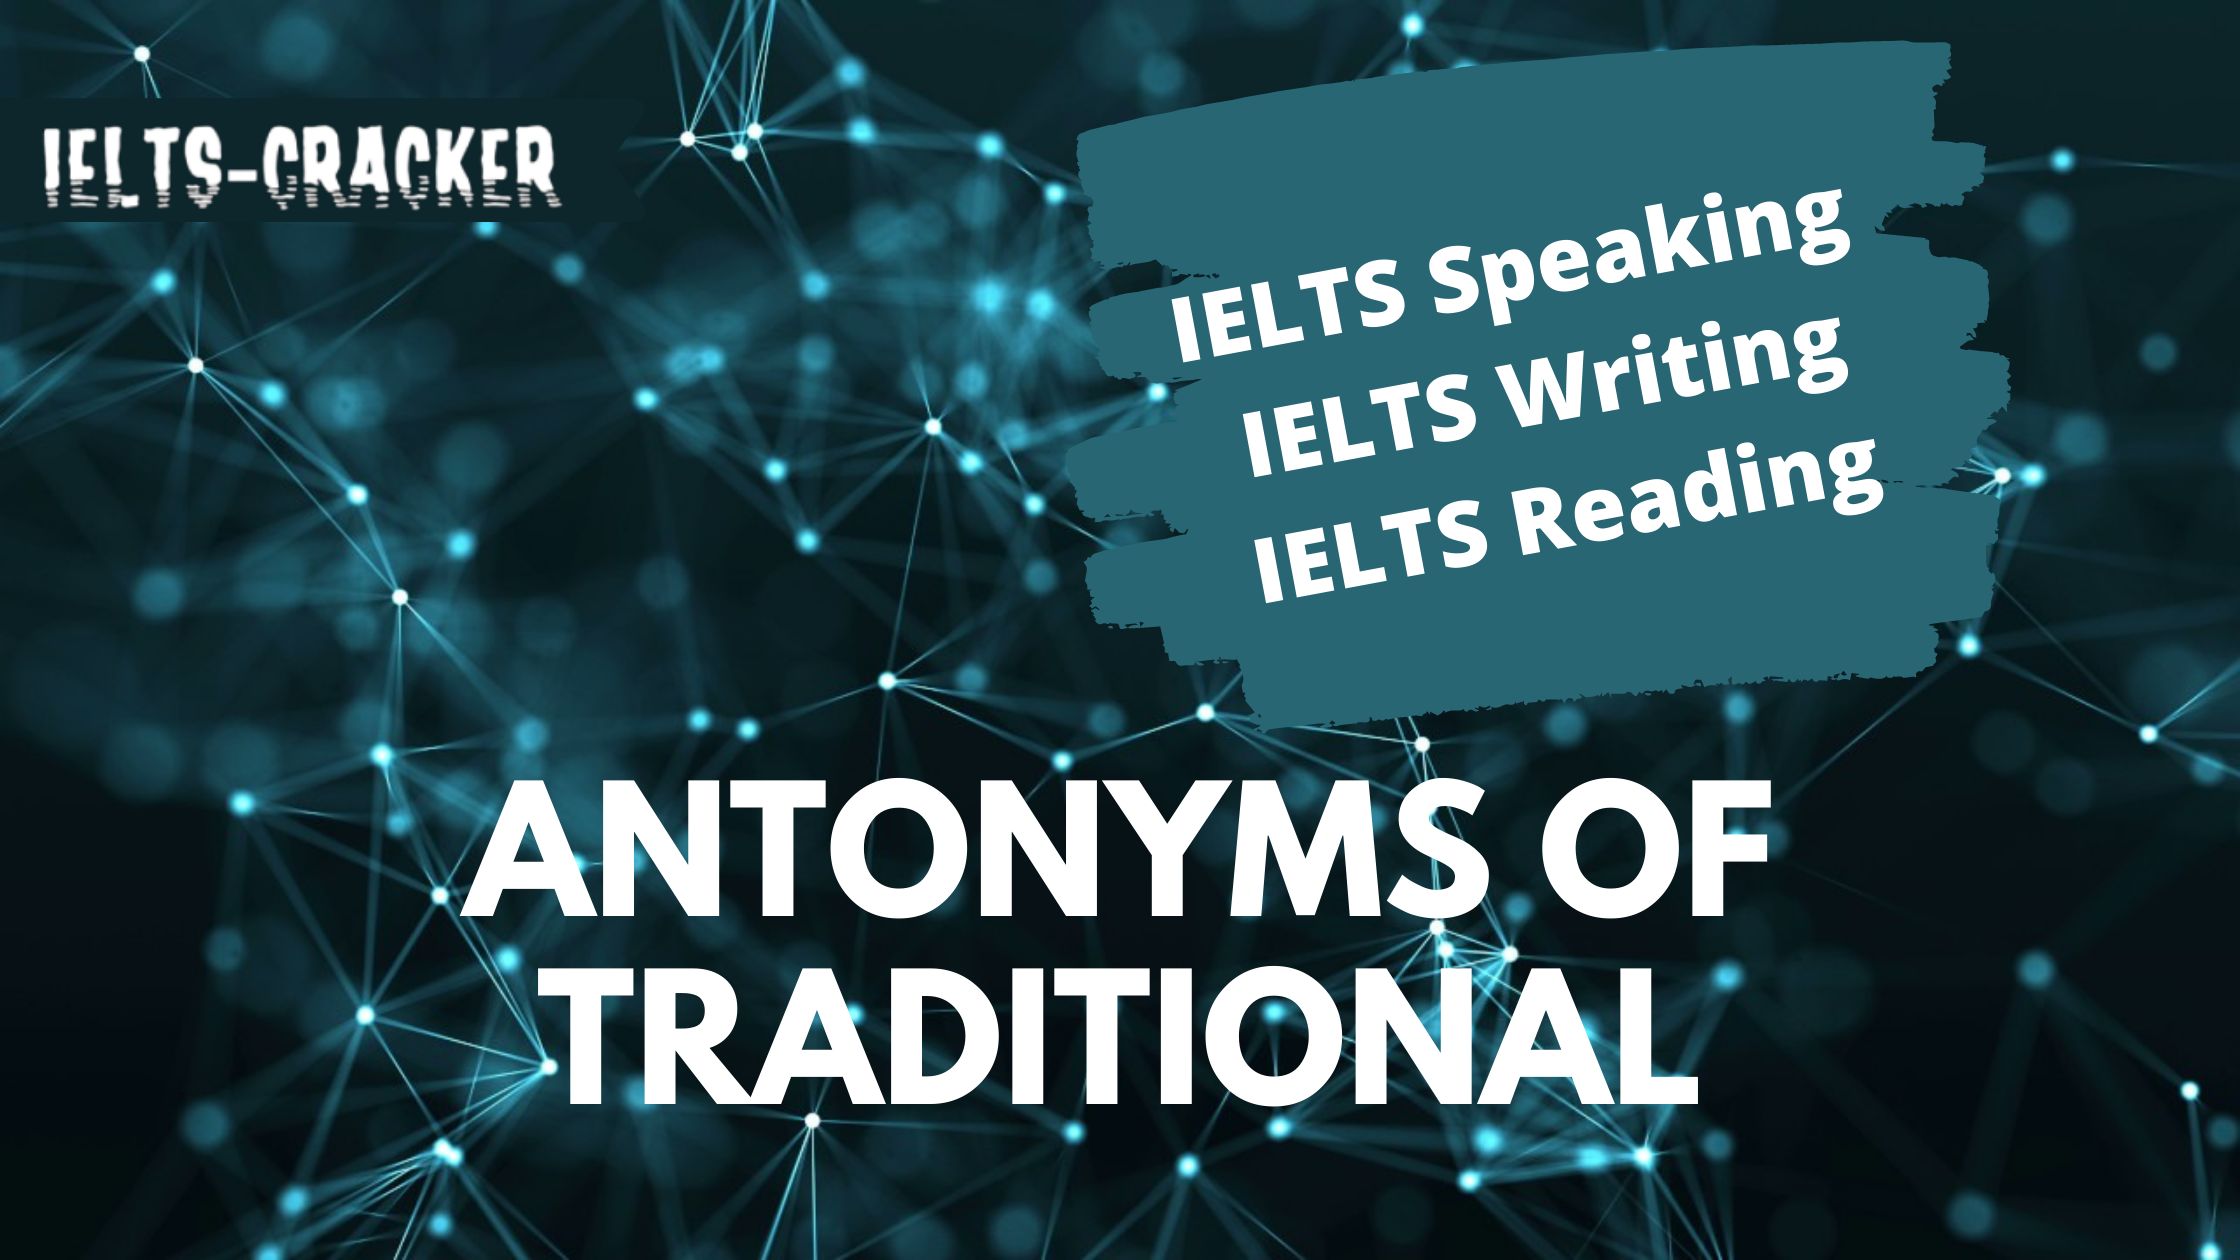 IELTS-CRACKER
IELTS Speaking
IELTS Writing
IELTS Reading
ANTONYMS OF
TRADITIONAL